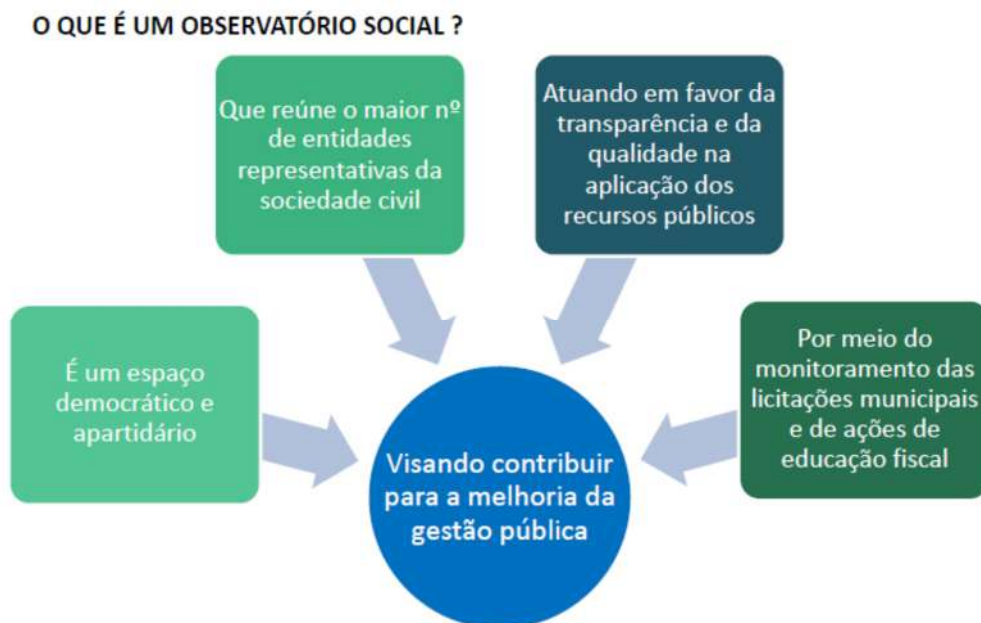 O QUE É UM OBSERVATÓRIO SOCIAL ?
É um espaço
democrático e
apartidário
Que reúne o maior nº
de entidades
representativas da
sociedade civil
Atuando em favor da
transparência e da
qualidade na
aplicação dos
recursos públicos
Por meio do
monitoramento das
licitações municipais
e de ações de
educação fiscal
Visando contribuir
para a melhoria da
gestão pública